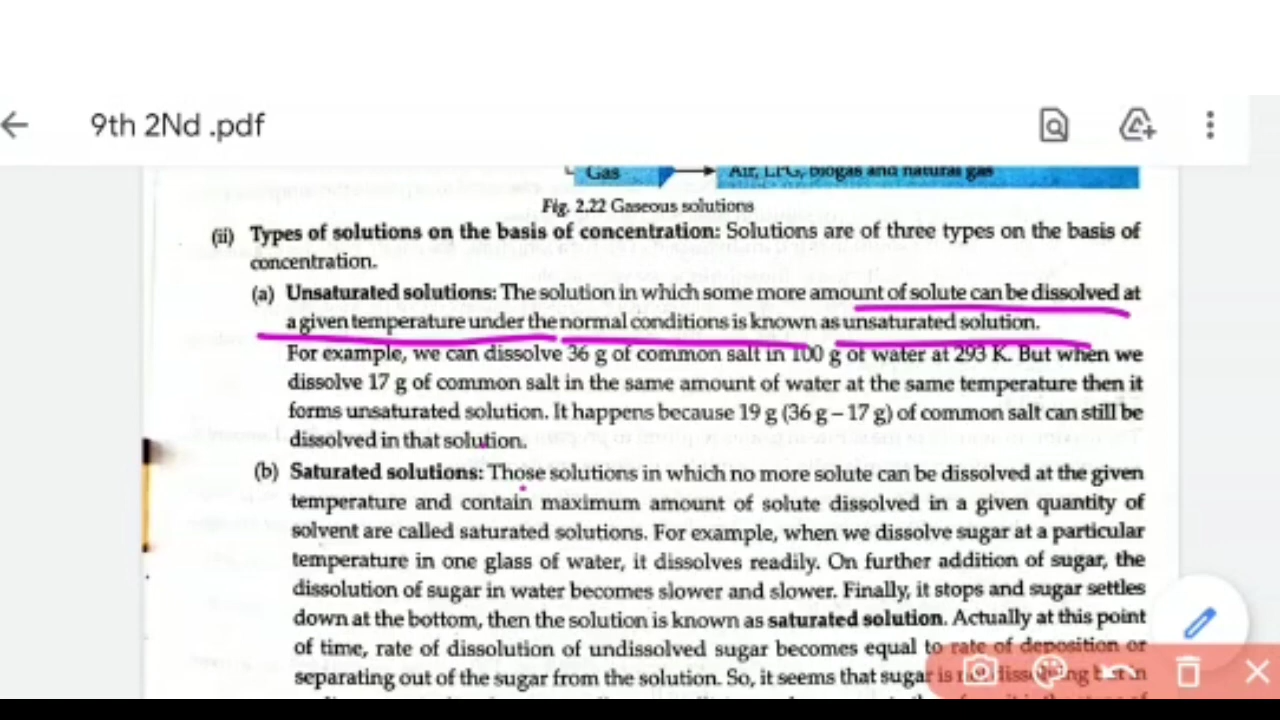 9th 2Nd .pdf
Gas
Air, LPG, biogas and natural gas
Fig. 2.22 Gaseous solutions
(ii) Types of solutions on the basis of concentration: Solutions are of three types on the basis of
concentration.
(a) Unsaturated solutions: The solution in which some more amount of solute can be dissolved at
a given temperature under the normal conditions is known as unsaturated solution.
For example, we can dissolve 36 g of common salt in 100 g of water at 293 K. But when we
dissolve 17 g of common salt in the same amount of water at the same temperature then it
forms unsaturated solution. It happens because 19 g (36 g – 17 g) of common salt can still be
dissolved in that solution.
(b) Saturated solutions: Those solutions in which no more solute can be dissolved at the given
temperature and contain maximum amount of solute dissolved in a given quantity of
solvent are called saturated solutions. For example, when we dissolve sugar at a particular
temperature in one glass of water, it dissolves readily. On further addition of sugar, the
dissolution of sugar in water becomes slower and slower. Finally, it stops and sugar settles
down at the bottom, then the solution is known as saturated solution. Actually at this point
of time, rate of dissolution of undissolved sugar becomes equal to rate of deposition or
separating out of the sugar from the solution. So, it seems that sugar is